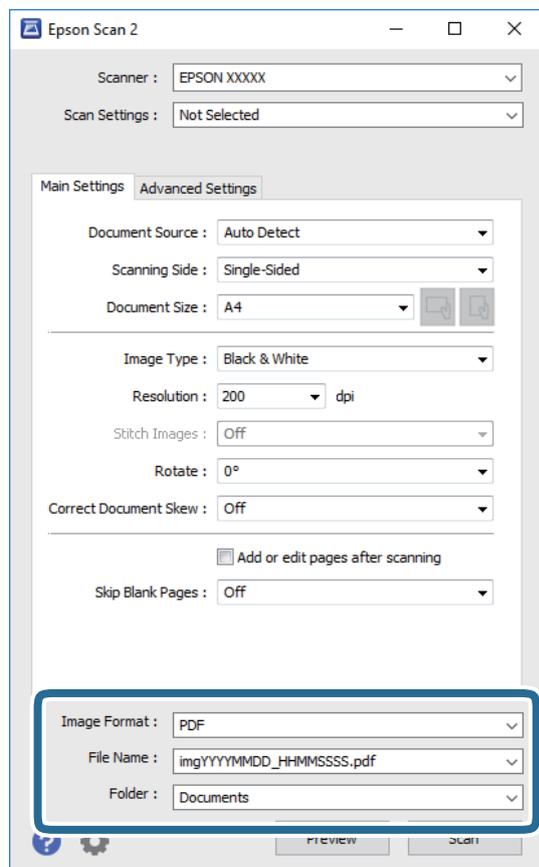 Epson Scan 2
Scanner : EPSON XXXXX
Scan Settings : Not Selected
Main Settings Advanced Settings
Document Source : Auto Detect
Scanning Side : Single-Sided
Document Size : A4
Image Type : Black & White
Resolution : 200 dpi
Stitch Images : Off
Rotate : 0°
Correct Document Skew : Off
Add or edit pages after scanning
Skip Blank Pages : Off
Image Format : PDF
File Name : imgYYYYMMDD_HHMMSSSS.pdf
Folder : Documents
? Preview Scan